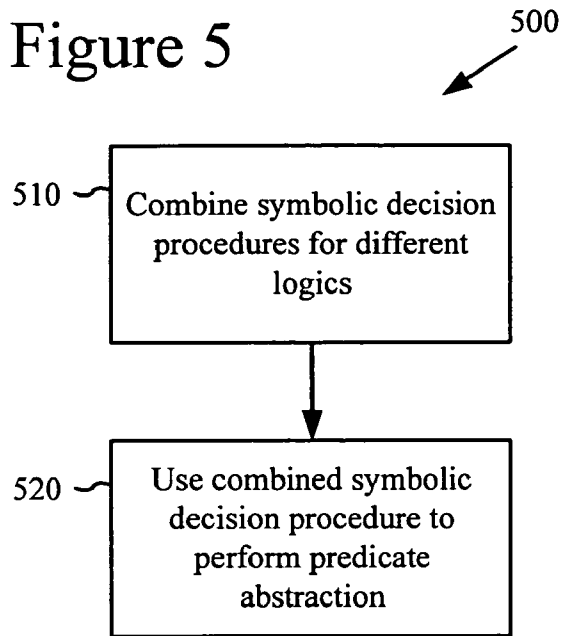 Figure 5
500
510
Combine symbolic decision
procedures for different
logics
520
Use combined symbolic
decision procedure to
perform predicate
abstraction